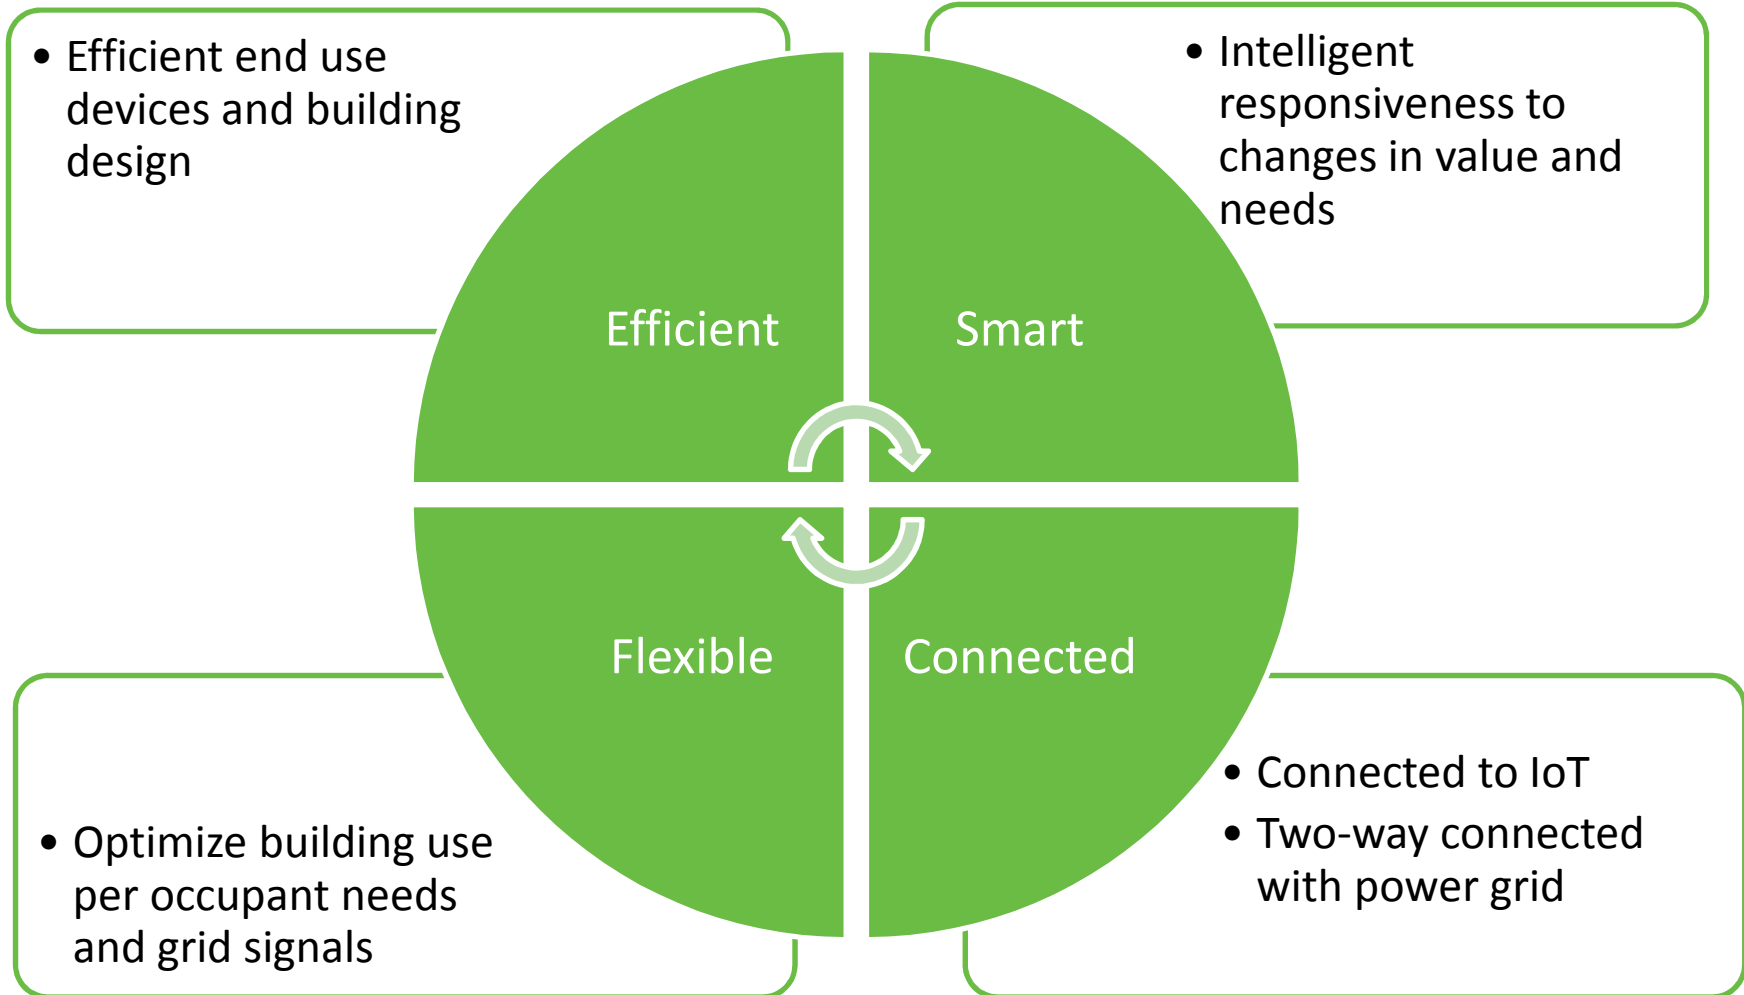 • Efficient end use
devices and building
design
• Intelligent
responsiveness to
changes in value and
needs
Efficient
Smart
Flexible
Connected
• Optimize building use
per occupant needs
and grid signals
• Connected to IoT
• Two-way connected
with power grid